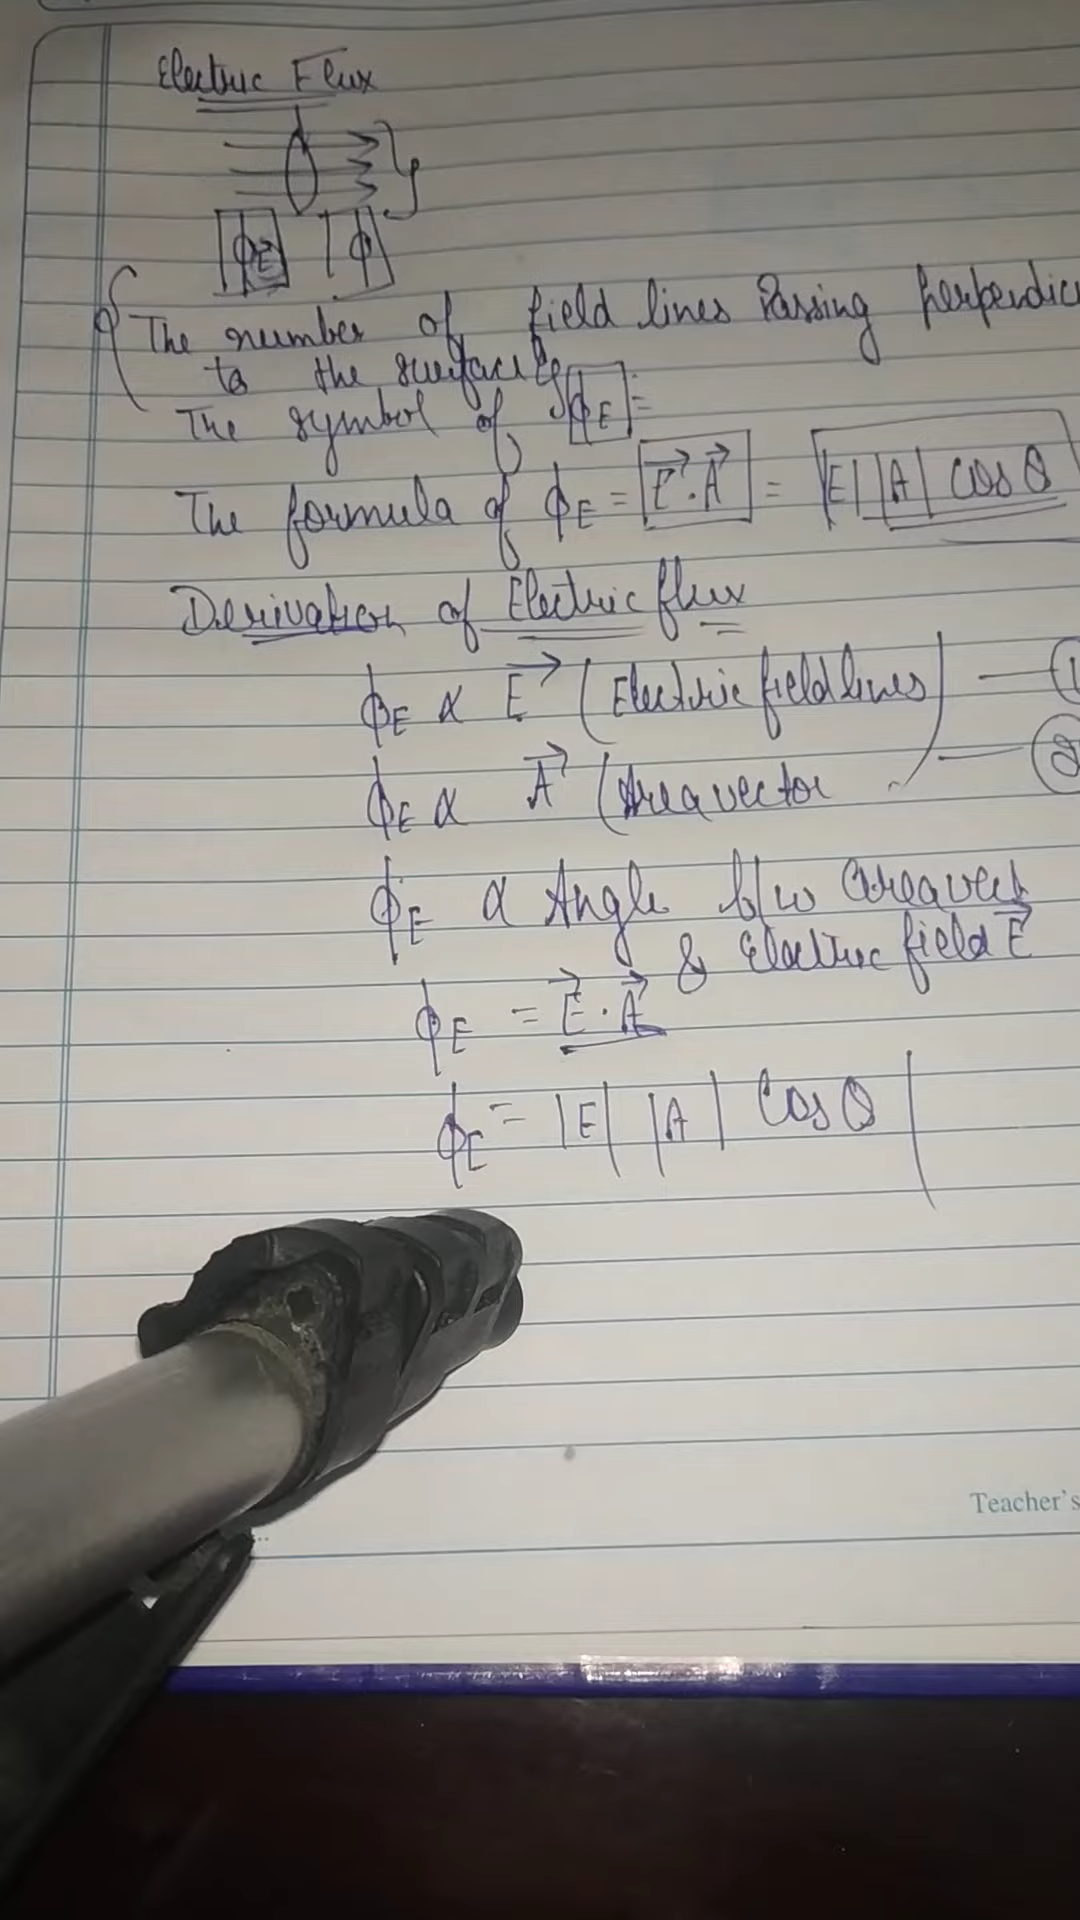 Electric Flux
ϕE ϕ
The number of field lines Passing perpendic
to the surface
The symbol of ϕE =
The formula of ϕE = E⃗.A⃗ = |E| |A| cos θ
Derivation of Electric flux
ϕE α E⃗ (Electric field lines) — 1
ϕE α A⃗ (Area vector ) — 2
ϕE α Angle b/w Areavect
& Electric field E⃗
ϕE = E⃗.A⃗
ϕE = |E| |A| Cos θ
Teacher's